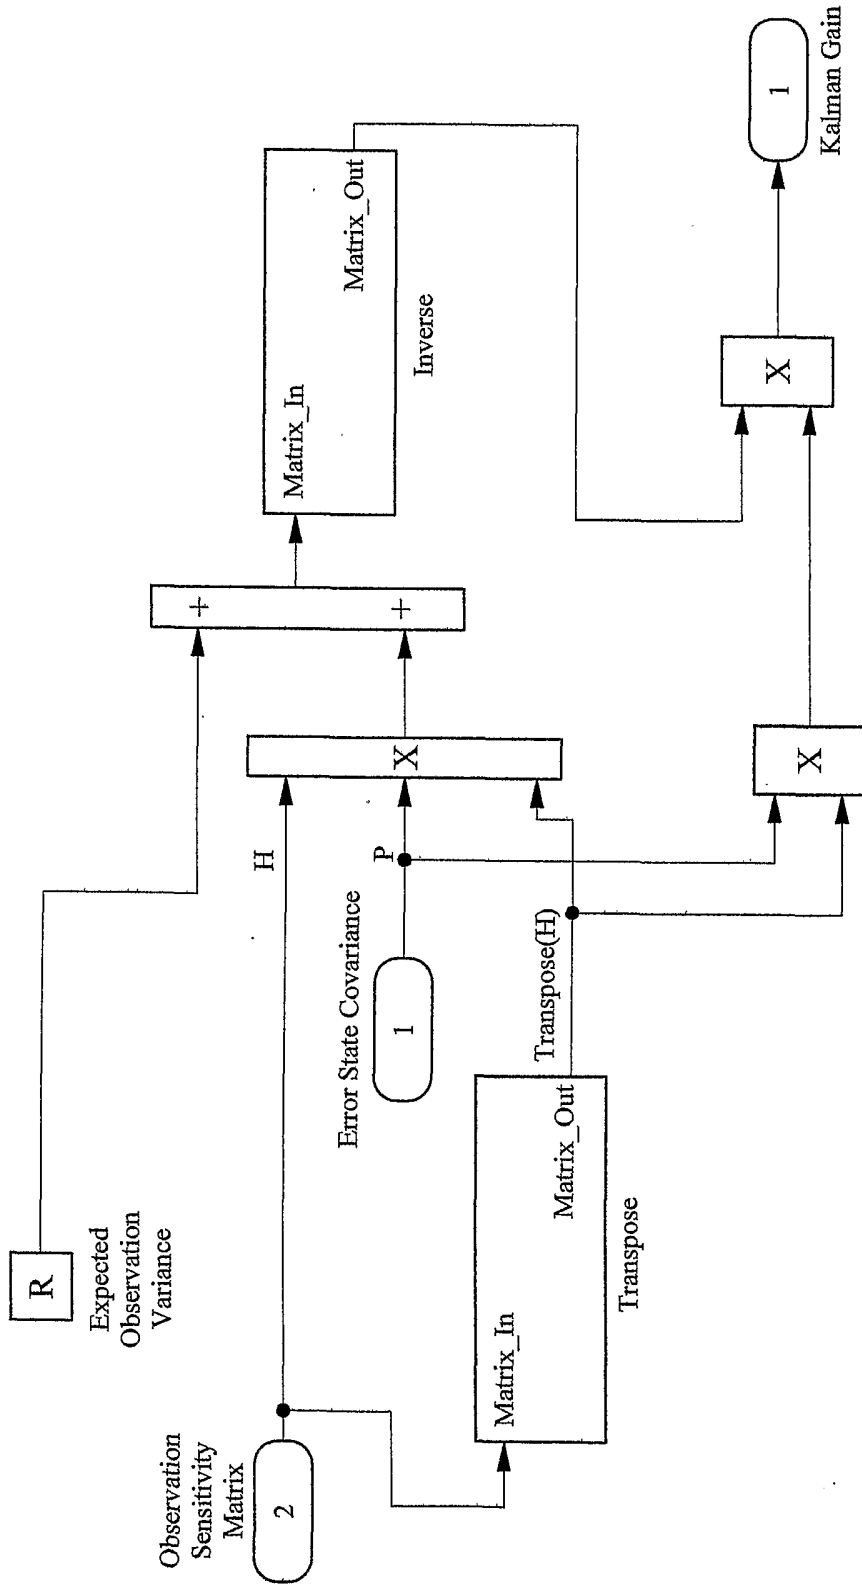 R
Expected
Observation
Variance
Observation
Sensitivity
Matrix
2
H
Error State Covariance
1
P
Matrix_In
Matrix_Out
Transpose
Transpose(H)
X
+
+
Matrix_In
Matrix_Out
Inverse
X
X
1
Kalman Gain